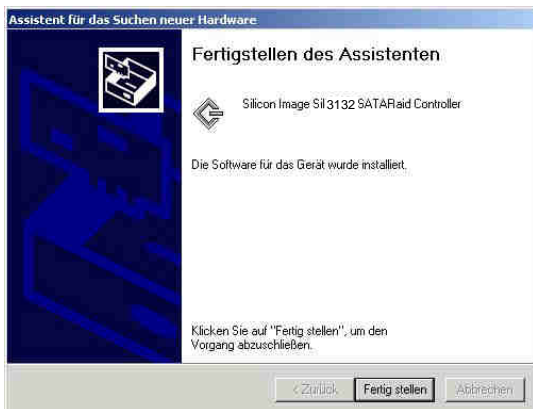 Assistent für das Suchen neuer Hardware
Fertigstellen des Assistenten
Silicon Image SiI 3132 SATARaid Controller
Die Software für das Gerät wurde installiert.
Klicken Sie auf "Fertig stellen", um den
Vorgang abzuschließen.
< Zurück
Fertig stellen
Abbrechen